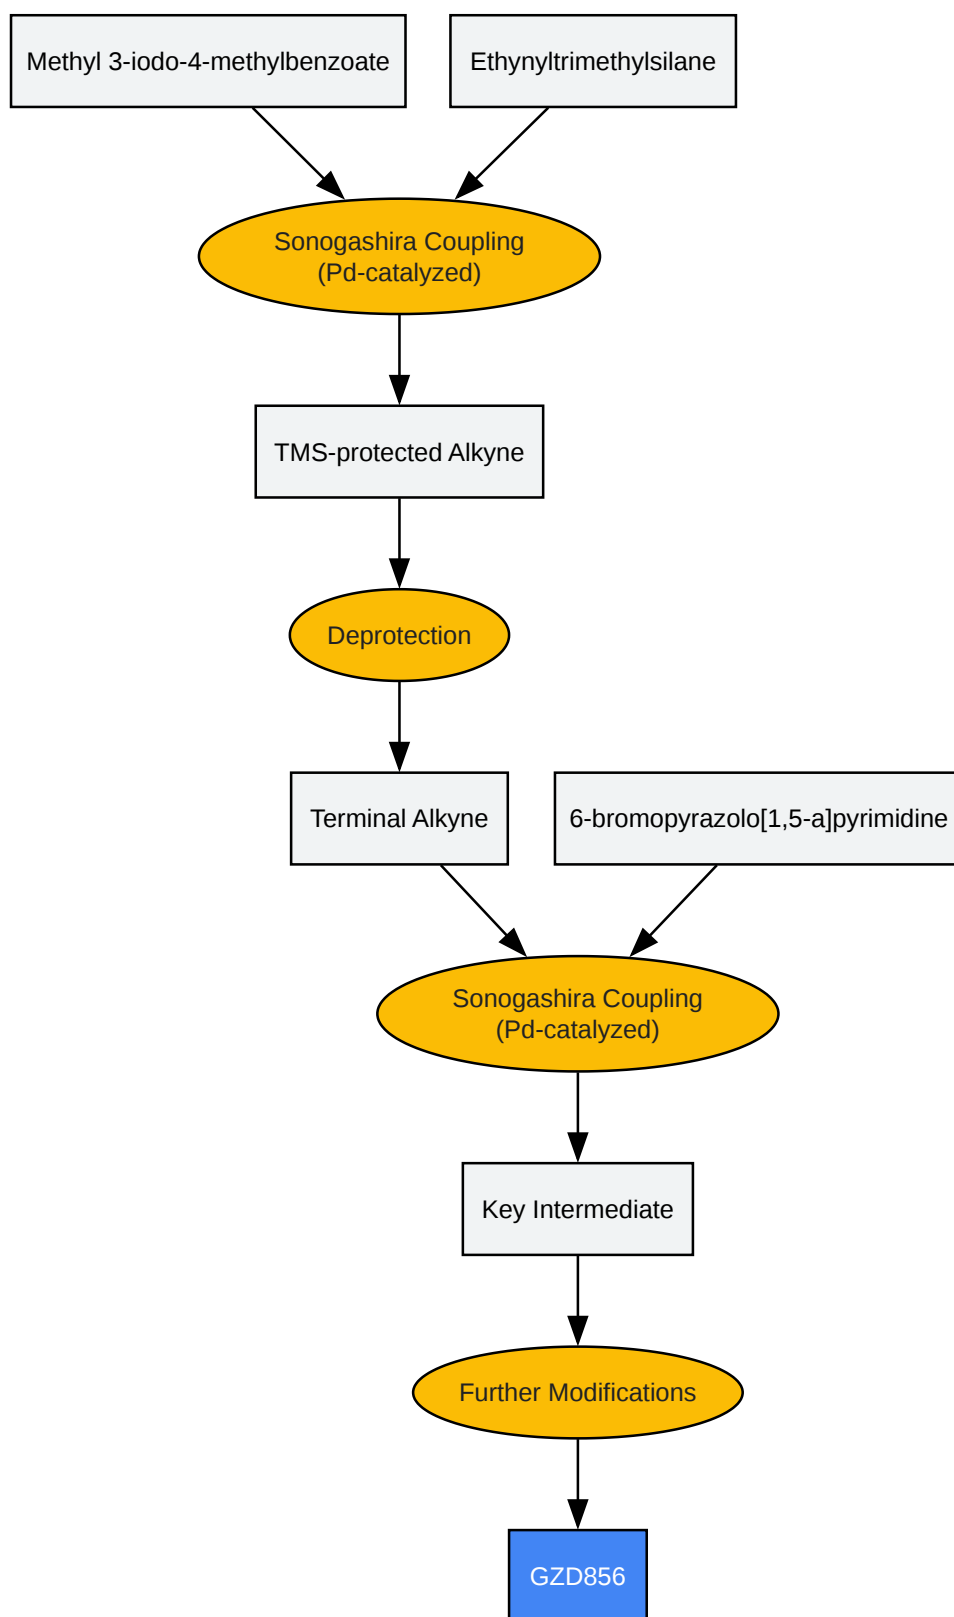 Methyl 3-iodo-4-methylbenzoate
Ethynyltrimethylsilane
Sonogashira Coupling
(Pd-catalyzed)
TMS-protected Alkyne
Deprotection
Terminal Alkyne
6-bromopyrazolo[1,5-a]pyrimidine
Sonogashira Coupling
(Pd-catalyzed)
Key Intermediate
Further Modifications
GZD856